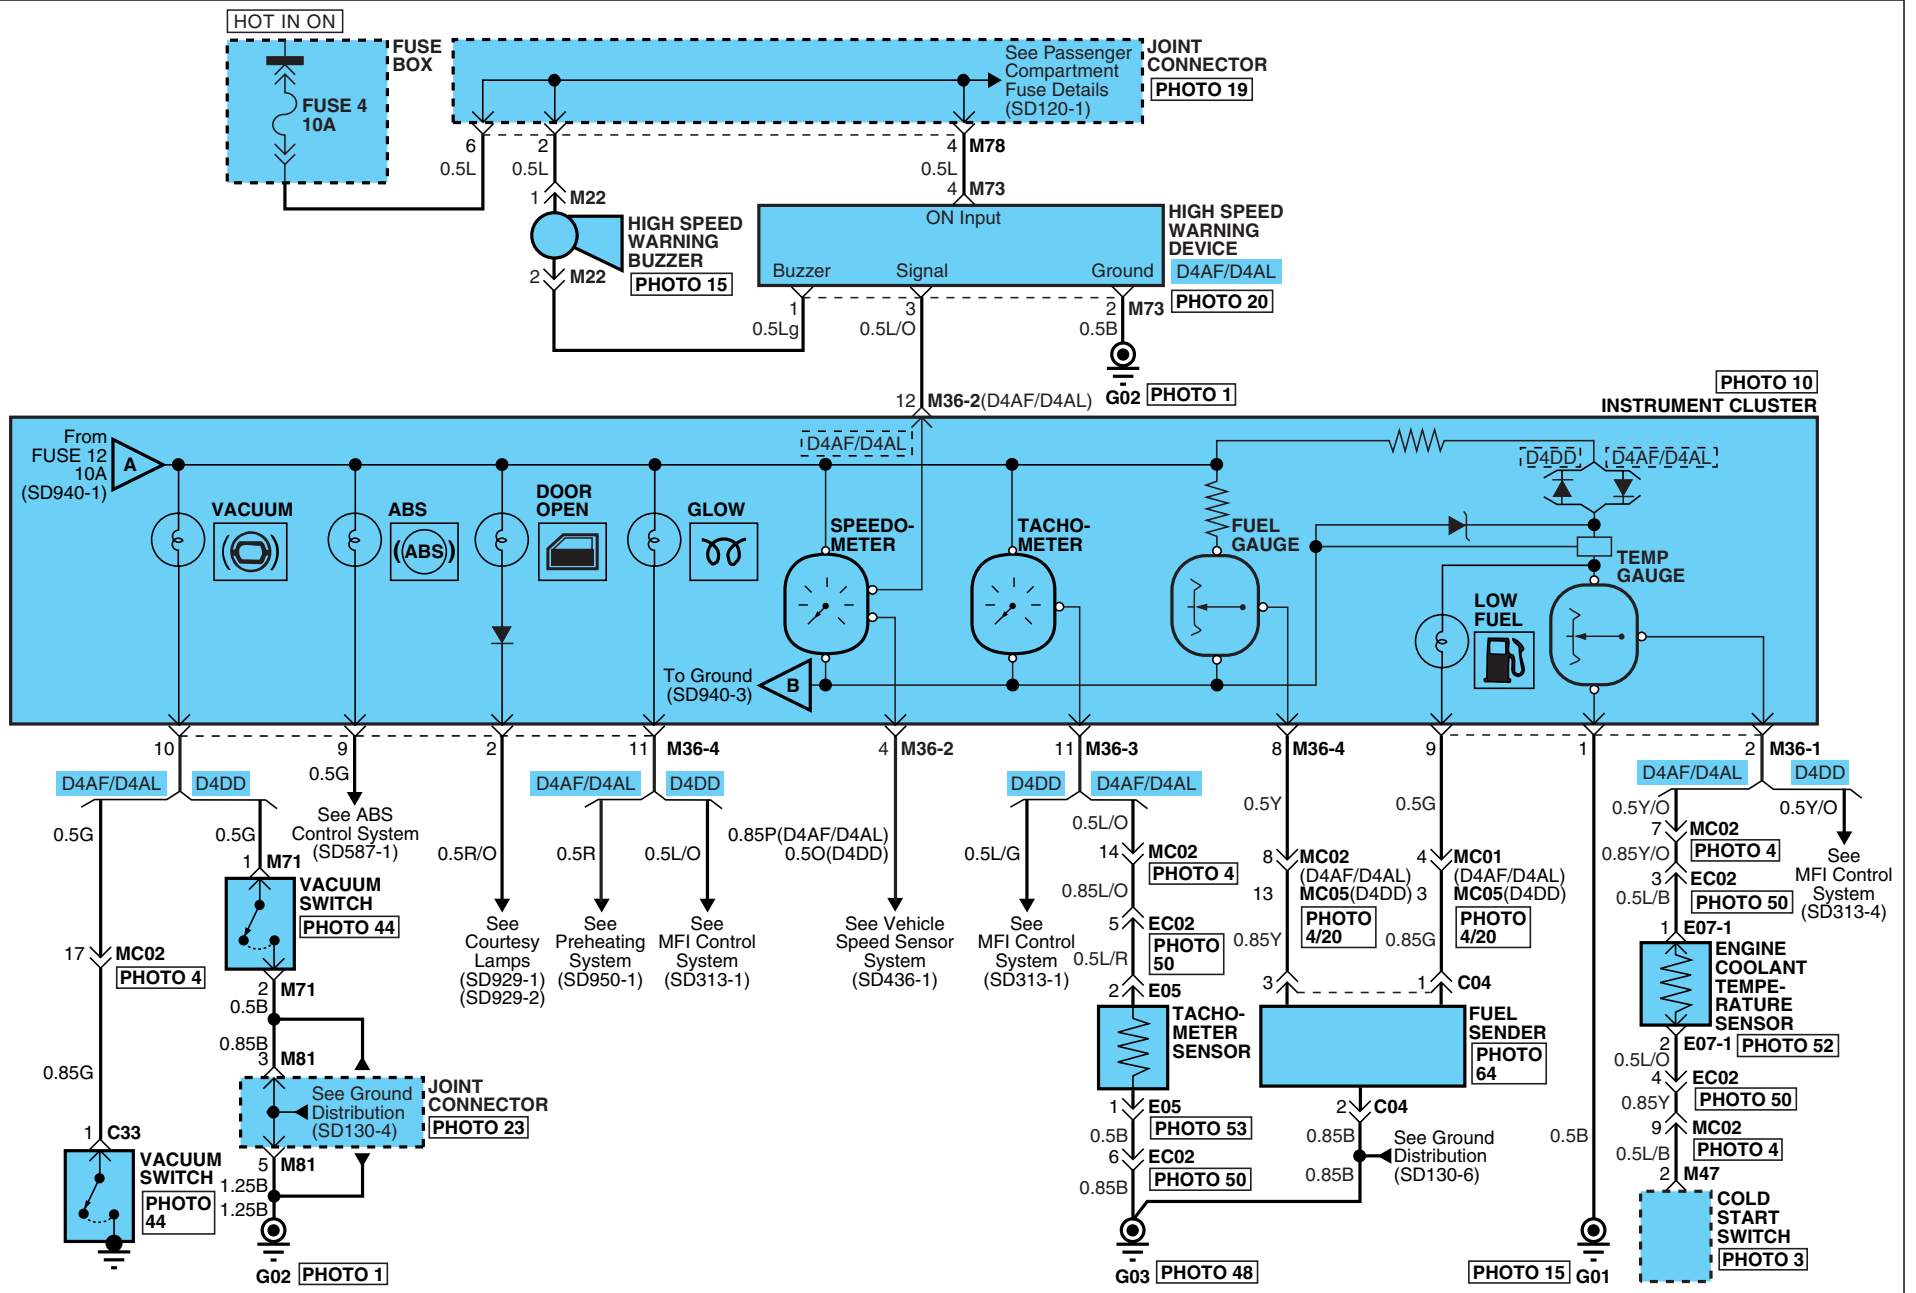 HOT IN ON
FUSE
BOX
FUSE 4
10A
See Passenger
Compartment
Fuse Details
(SD120-1)
JOINT
CONNECTOR
PHOTO 19
6
2
4
M78
0.5L
0.5L
0.5L
1
M22
4
M73
HIGH SPEED
WARNING
BUZZER
PHOTO 15
2
M22
ON Input
Buzzer
Signal
Ground
HIGH SPEED
WARNING
DEVICE
D4AF/D4AL
PHOTO 20
1
3
2
M73
0.5Lg
0.5L/O
0.5B
G02
PHOTO 1
12
M36-2(D4AF/D4AL)
PHOTO 10
INSTRUMENT CLUSTER
From
FUSE 12
10A
(SD940-1)
A
D4AF/D4AL
D4DD
D4AF/D4AL
VACUUM
ABS
(ABS)
DOOR
OPEN
GLOW
SPEEDO-
METER
TACHO-
METER
FUEL
GAUGE
TEMP
GAUGE
LOW
FUEL
To Ground
(SD940-3)
B
10
9
2
11
M36-4
4
M36-2
11
M36-3
8
M36-4
9
1
2
M36-1
D4AF/D4AL
D4DD
0.5G
D4AF/D4AL
D4DD
D4DD
D4AF/D4AL
D4AF/D4AL
D4DD
See ABS
Control System
(SD587-1)
0.5G
0.5G
1
M71
VACUUM
SWITCH
PHOTO 44
17
MC02
PHOTO 4
2
M71
0.5B
0.85B
3
M81
0.85G
See Ground
Distribution
(SD130-4)
JOINT
CONNECTOR
PHOTO 23
5
M81
1.25B
1.25B
G02
PHOTO 1
1
C33
VACUUM
SWITCH
PHOTO
44
0.5R/O
See
Courtesy
Lamps
(SD929-1)
(SD929-2)
0.5R
See
Preheating
System
(SD950-1)
0.5L/O
See
MFI Control
System
(SD313-1)
0.85P(D4AF/D4AL)
0.5O(D4DD)
See Vehicle
Speed Sensor
System
(SD436-1)
0.5L/G
See
MFI Control
System
(SD313-1)
0.5L/O
14
MC02
PHOTO 4
0.85L/O
5
EC02
PHOTO
50
0.5L/R
2
E05
TACHO-
METER
SENSOR
1
E05
PHOTO 53
0.5B
6
EC02
PHOTO 50
0.85B
G03
PHOTO 48
0.5Y
8
MC02
(D4AF/D4AL)
13
MC05(D4DD)
PHOTO
4/20
0.85Y
3
0.5G
4
MC01
(D4AF/D4AL)
3
MC05(D4DD)
PHOTO
4/20
0.85G
1
C04
FUEL
SENDER
PHOTO
64
2
C04
0.85B
See Ground
Distribution
(SD130-6)
0.85B
0.5B
PHOTO 15
G01
0.5Y/O
7
MC02
PHOTO 4
0.85Y/O
3
EC02
PHOTO 50
0.5L/B
1
E07-1
ENGINE
COOLANT
TEMPE-
RATURE
SENSOR
2
E07-1
PHOTO 52
0.5L/O
4
EC02
PHOTO 50
0.85Y
9
MC02
PHOTO 4
0.5L/B
2
M47
COLD
START
SWITCH
PHOTO 3
0.5Y/O
See
MFI Control
System
(SD313-4)